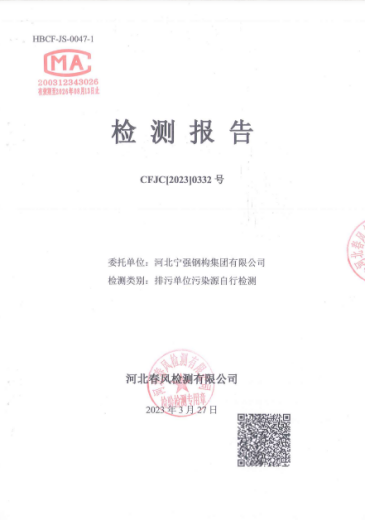 HBCF-JS-0047-1
MA
200312343026
检测报告
CFJC[2023]0332 号
委托单位：河北宁强钢构集团有限公司
检测类别：排污单位污染源自行检测
河北春风检测有限公司
2023 年 3 月 27 日